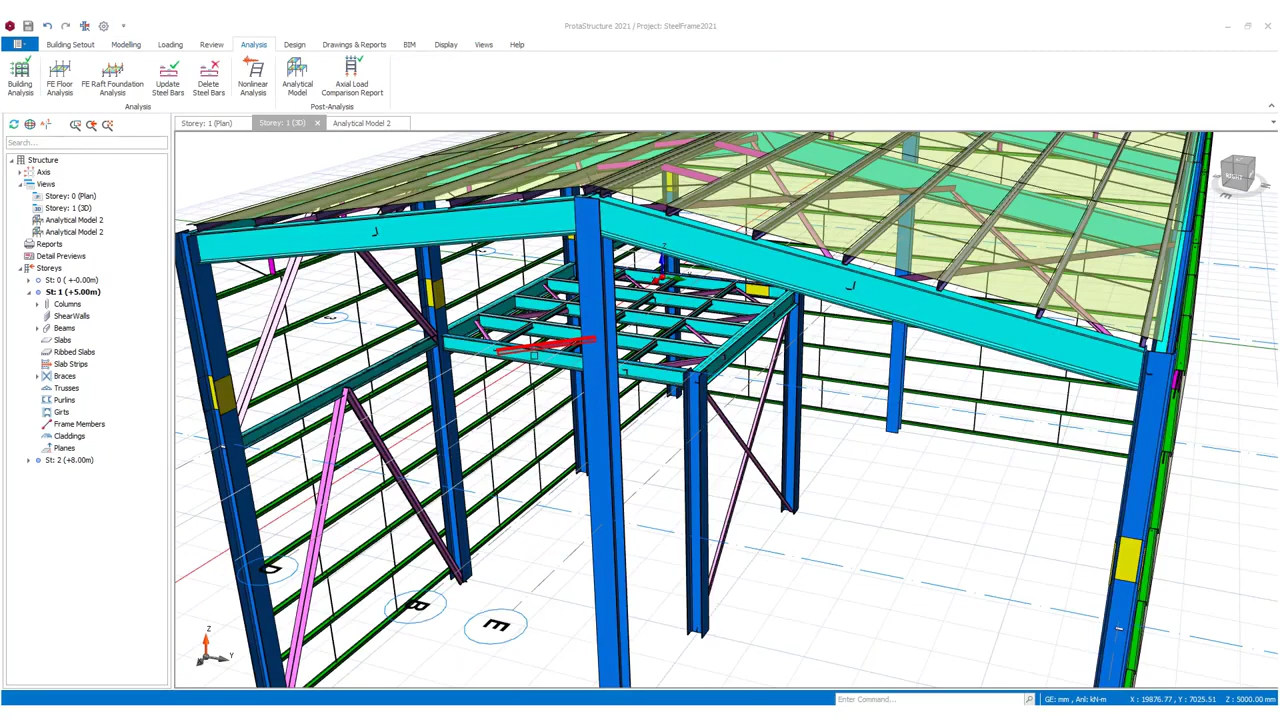 ProtaStructure 2021 / Project: SteelFrame2021
Building Setout Modelling Loading Review Analysis Design Drawings & Reports BIM Display Views Help
Building Analysis
FE Floor Analysis
FE Raft Foundation Analysis
Update Steel Bars
Delete Steel Bars
Nonlinear Analysis
Analytical Model
Axial Load Comparison Report
Analysis Post-Analysis
Storey: 1 (Plan) Storey: 1 (3D) Analytical Model 2
Search...
Structure
Axis
Views
Storey: 0 (Plan)
Storey: 1 (3D)
Analytical Model 2
Analytical Model 2
Reports
Detail Previews
Storeys
St: 0 ( +-0.00m)
St: 1 (+5.00m)
Columns
ShearWalls
Beams
Slabs
Ribbed Slabs
Slab Strips
Braces
Trusses
Purlins
Girts
Frame Members
Claddings
Planes
St: 2 (+8.00m)
RIGHT
D
B
E
Z
Y
Enter Command...
GE: mm , Anl: kN-m X : 19876.77 , Y : 7025.51 Z : 5000.00 mm